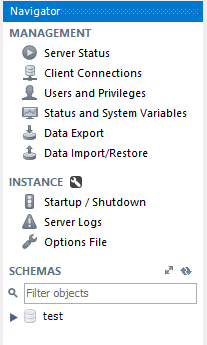 Navigator
MANAGEMENT
Server Status
Client Connections
Users and Privileges
Status and System Variables
Data Export
Data Import/Restore
INSTANCE
Startup / Shutdown
Server Logs
Options File
SCHEMAS
Filter objects
test